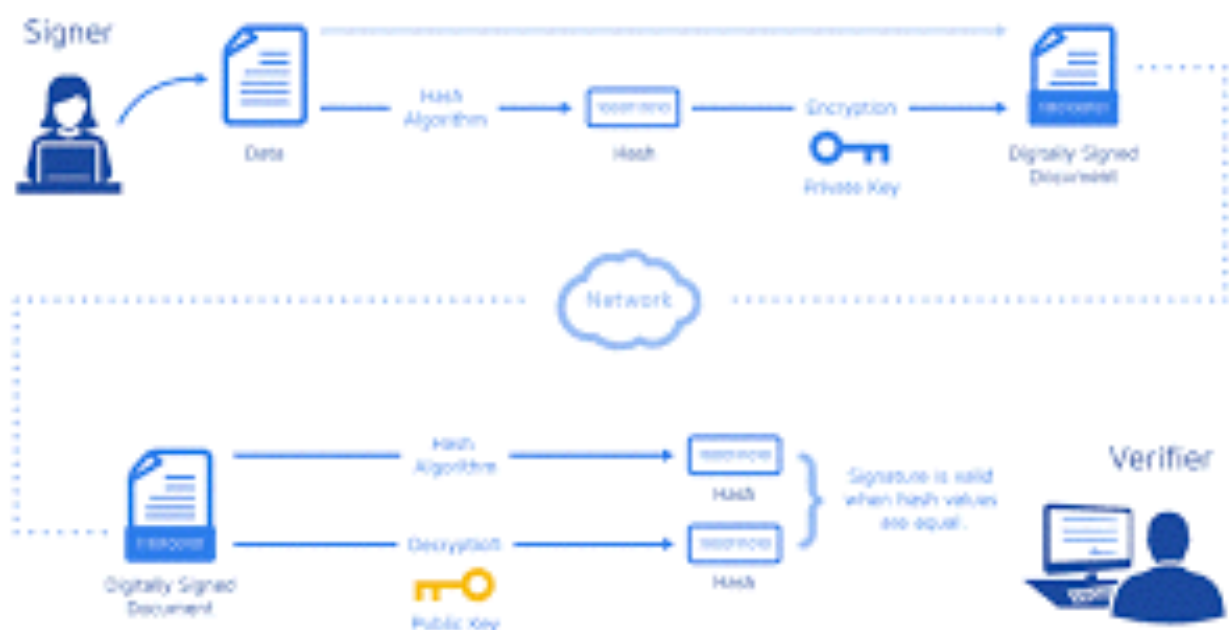 Signer
Data
Hash
Algorithm
Hash
Encryption
Private Key
Digitally Signed
Document
Network
Hash
Algorithm
Hash
Signature is valid
when hash values
are equal.
Verifier
Decryption
Hash
Digitally Signed
Document
Public Key